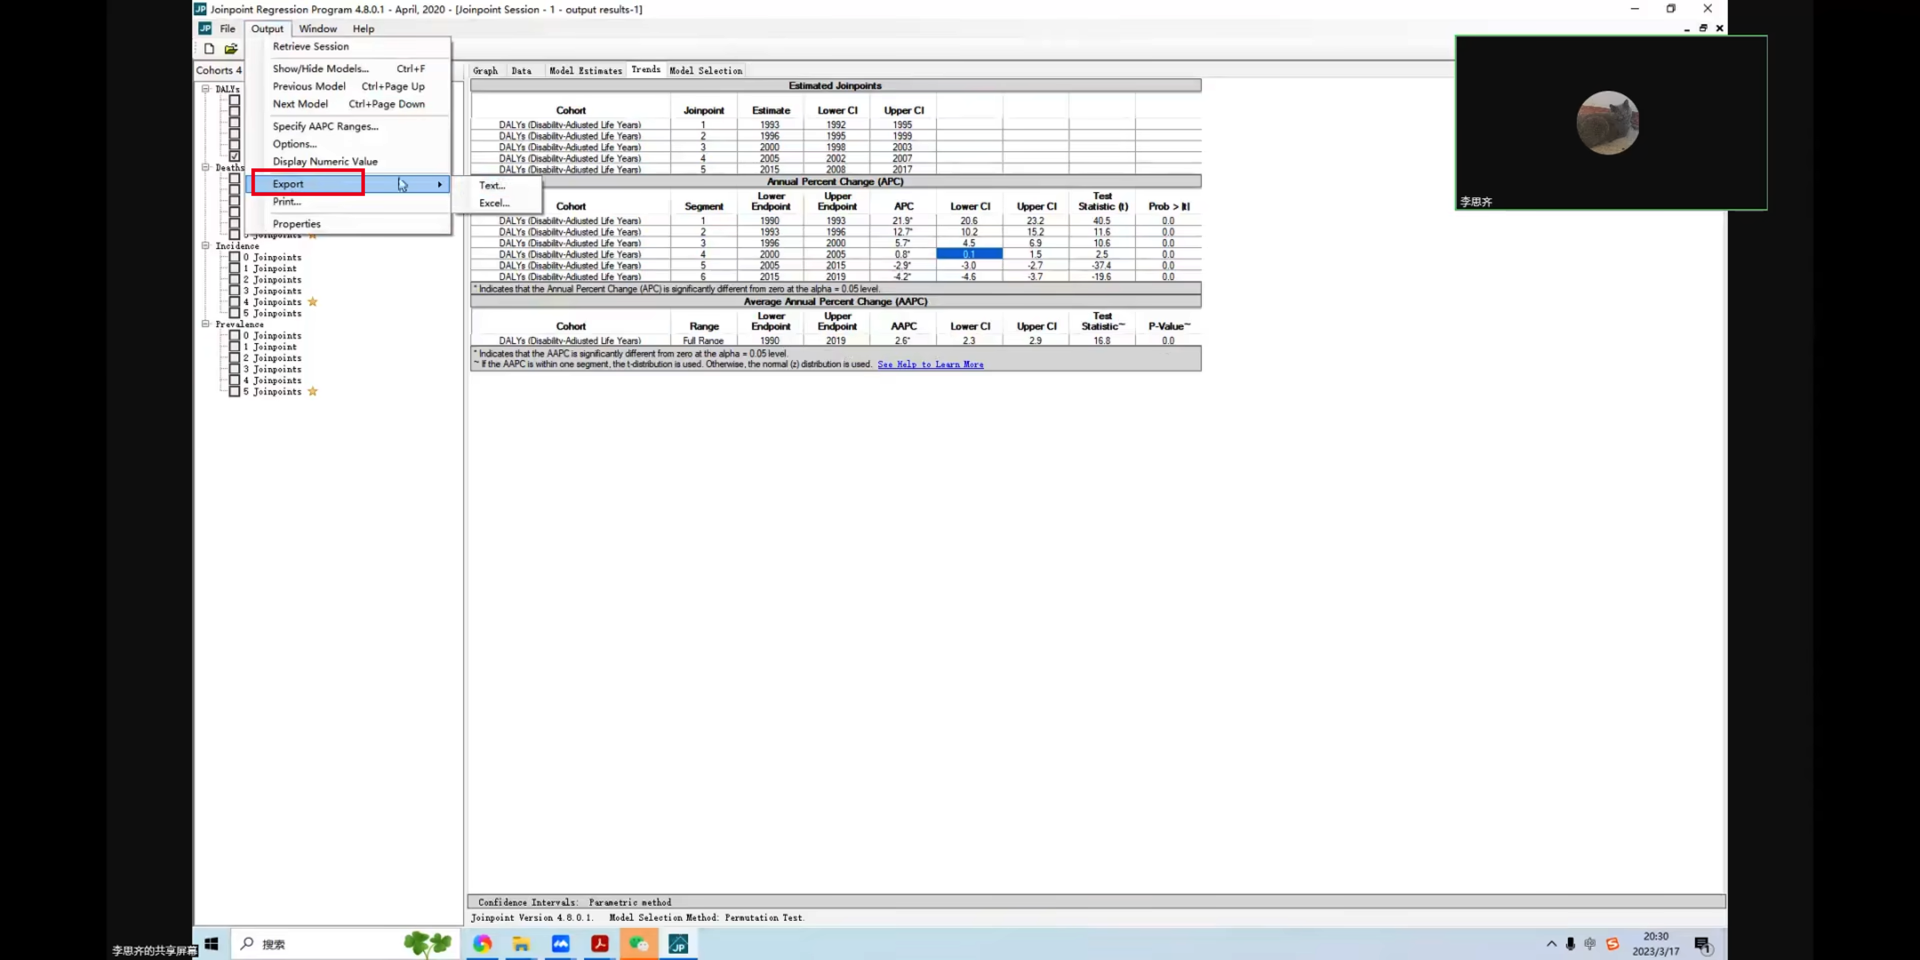 Joinpoint Regression Program 4.8.0.1 - April, 2020 - [Joinpoint Session - 1 - output results-1]
File Output Window Help
Cohorts 4
DALYs
Deaths
Incidence
0 Joinpoints
1 Joinpoint
2 Joinpoints
3 Joinpoints
4 Joinpoints
5 Joinpoints
Prevalence
0 Joinpoints
1 Joinpoint
2 Joinpoints
3 Joinpoints
4 Joinpoints
5 Joinpoints
Retrieve Session
Show/Hide Models... Ctrl+F
Previous Model Ctrl+Page Up
Next Model Ctrl+Page Down
Specify AAPC Ranges...
Options...
Display Numeric Value
Export
Print...
Properties
Text...
Excel...
Graph Data Model Estimates Trends Model Selection
Estimated Joinpoints
Cohort Joinpoint Estimate Lower CI Upper CI
DALYs (Disability-Adjusted Life Years) 1 1993 1992 1995
DALYs (Disability-Adjusted Life Years) 2 1996 1995 1999
DALYs (Disability-Adjusted Life Years) 3 2000 1998 2003
DALYs (Disability-Adjusted Life Years) 4 2005 2002 2007
DALYs (Disability-Adjusted Life Years) 5 2015 2008 2017
Annual Percent Change (APC)
Cohort Segment Lower Endpoint Upper Endpoint APC Lower CI Upper CI Test Statistic (t) Prob > |t|
DALYs (Disability-Adjusted Life Years) 1 1990 1993 21.9* 20.6 23.2 40.5 0.0
DALYs (Disability-Adjusted Life Years) 2 1993 1996 12.7* 10.2 15.2 11.6 0.0
DALYs (Disability-Adjusted Life Years) 3 1996 2000 5.7* 4.5 6.9 10.6 0.0
DALYs (Disability-Adjusted Life Years) 4 2000 2005 0.8* 0.1 1.5 2.5 0.0
DALYs (Disability-Adjusted Life Years) 5 2005 2015 -2.9* -3.0 -2.7 -37.4 0.0
DALYs (Disability-Adjusted Life Years) 6 2015 2019 -4.2* -4.6 -3.7 -19.6 0.0
* Indicates that the Annual Percent Change (APC) is significantly different from zero at the alpha = 0.05 level.
Average Annual Percent Change (AAPC)
Cohort Range Lower Endpoint Upper Endpoint AAPC Lower CI Upper CI Test Statistic~ P-Value~
DALYs (Disability-Adjusted Life Years) Full Range 1990 2019 2.6* 2.3 2.9 16.8 0.0
* Indicates that the AAPC is significantly different from zero at the alpha = 0.05 level.
~ If the AAPC is within one segment, the t-distribution is used. Otherwise, the normal (z) distribution is used. See Help to Learn More
李思齐
Confidence Intervals: Parametric method
Joinpoint Version 4.8.0.1. Model Selection Method: Permutation Test.
李思齐的共享屏幕
搜索
中
20:30
2023/3/17